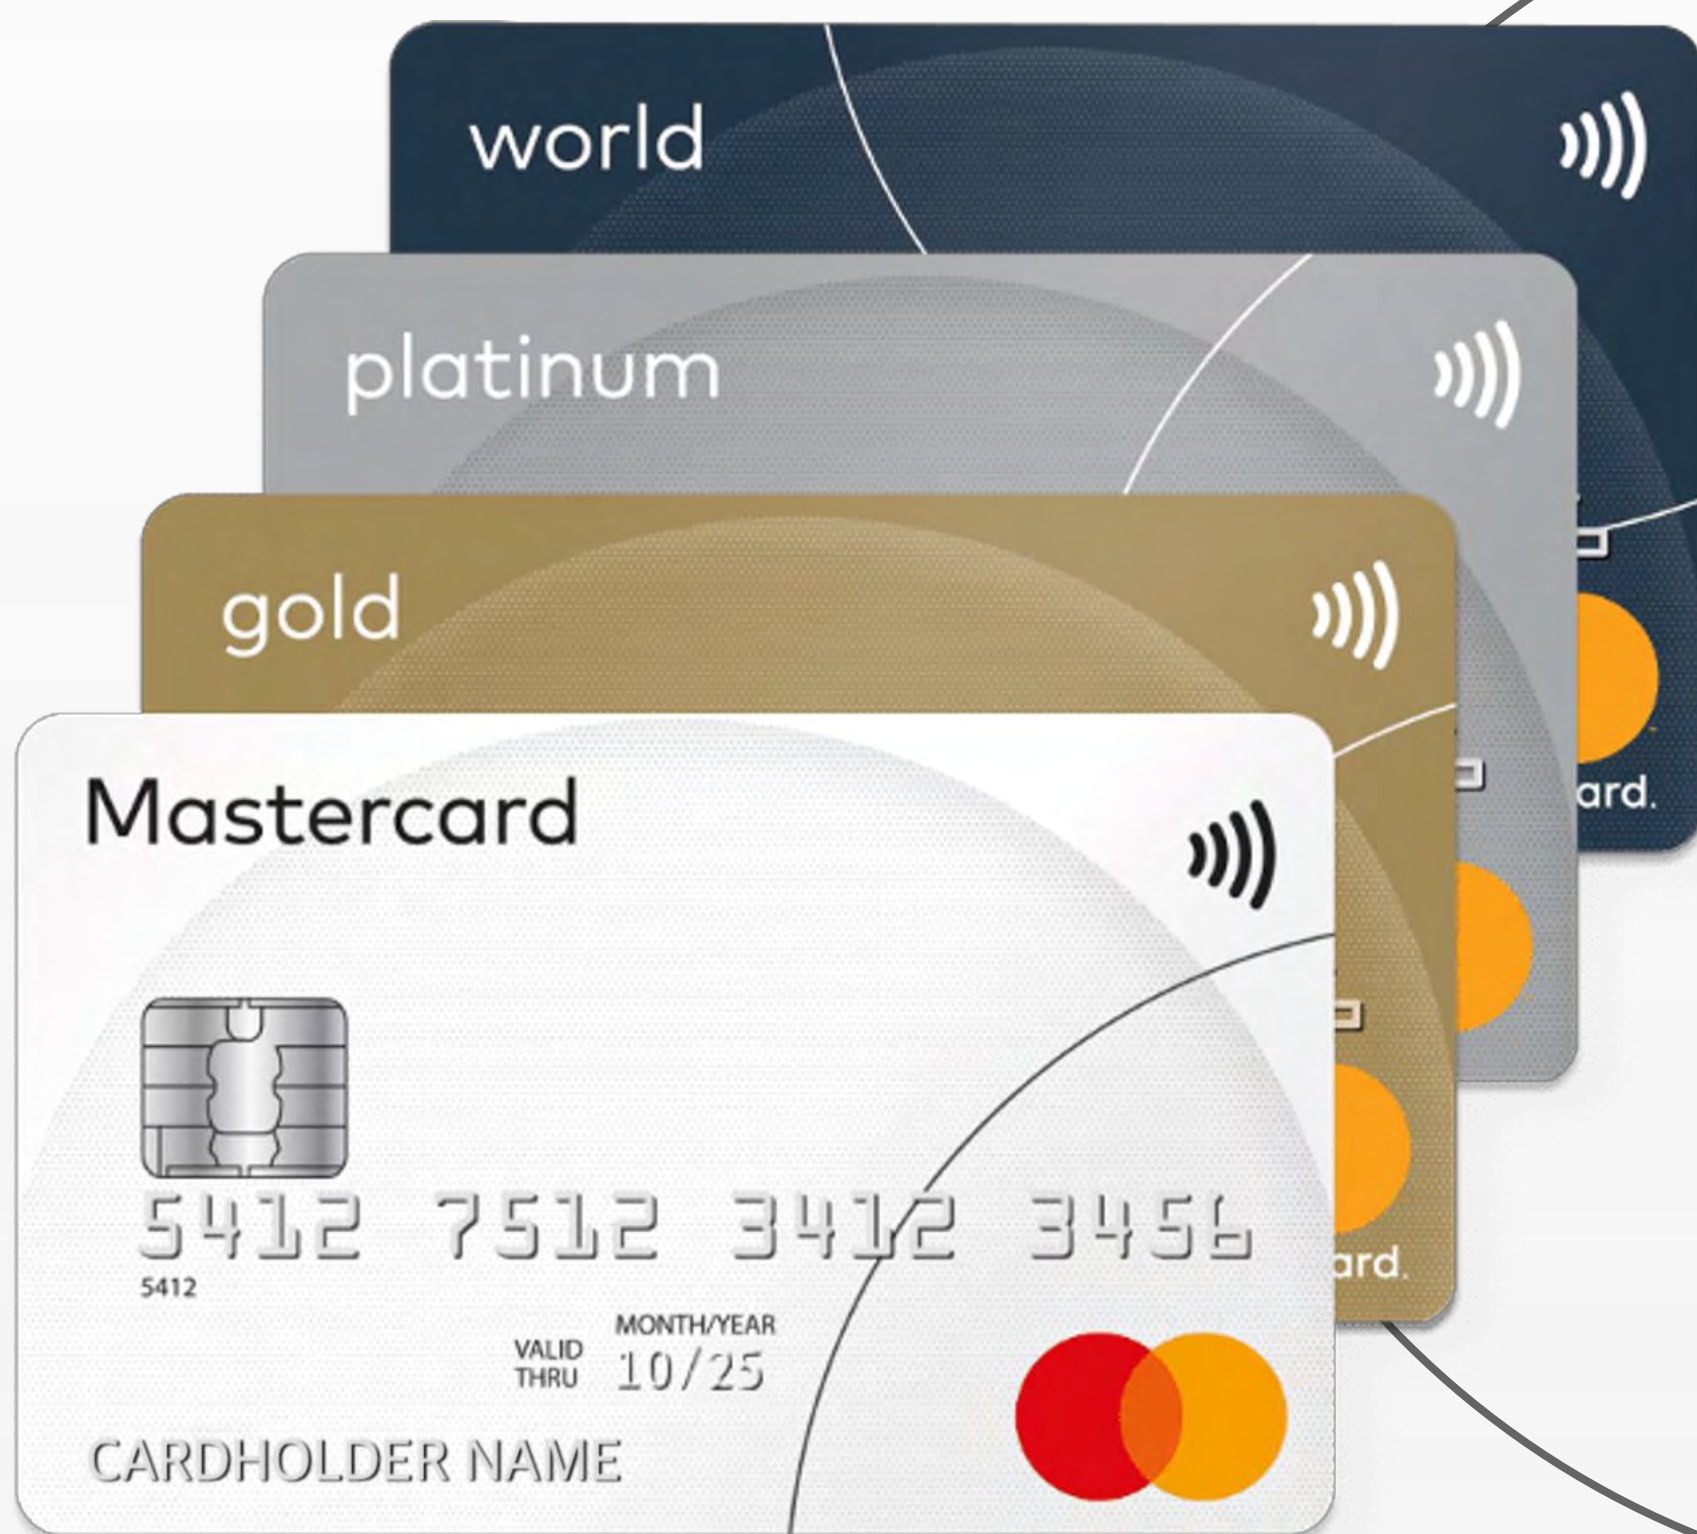 world
platinum
gold
Mastercard
5412 7512 3412 3456
5412
MONTH/YEAR
VALID
THRU
10/25
CARDHOLDER NAME
ard.
ard.